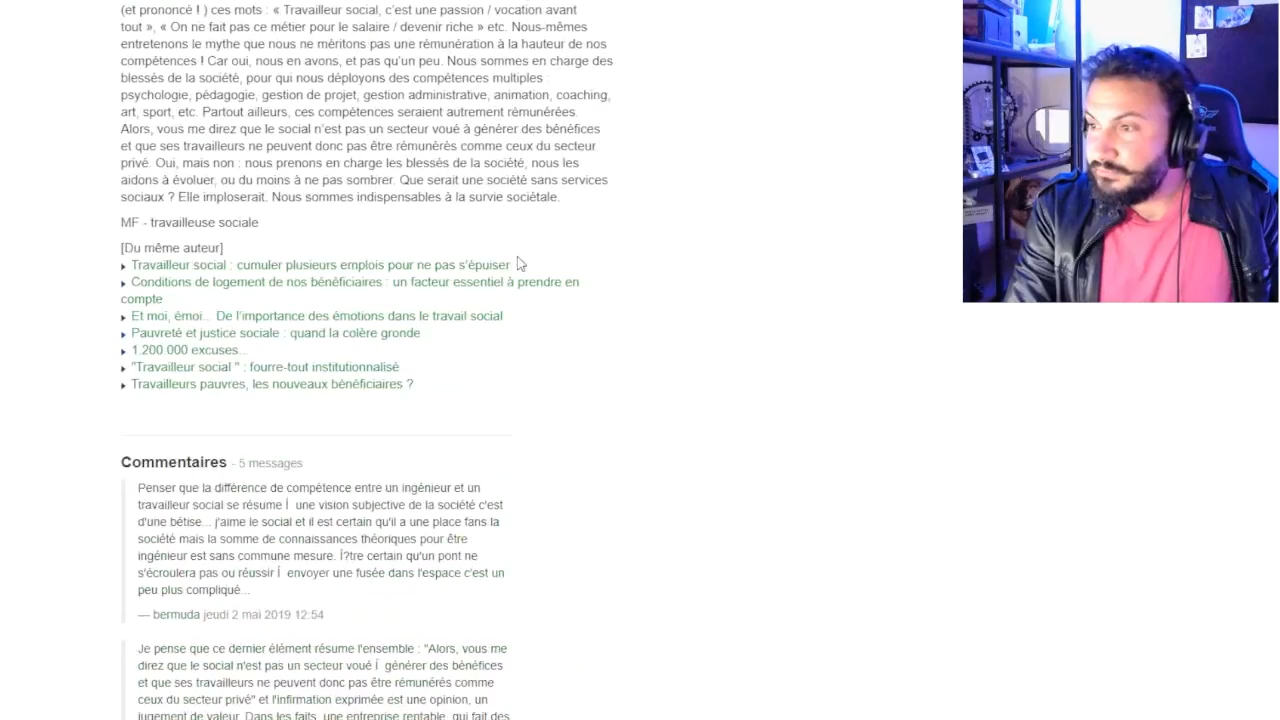 (et prononcé ! ) ces mots : « Travailleur social, c'est une passion / vocation avant
tout », « On ne fait pas ce métier pour le salaire / devenir riche » etc. Nous-mêmes
entretenons le mythe que nous ne méritons pas une rémunération à la hauteur de nos
compétences ! Car oui, nous en avons, et pas qu'un peu. Nous sommes en charge des
blessés de la société, pour qui nous déployons des compétences multiples :
psychologie, pédagogie, gestion de projet, gestion administrative, animation, coaching,
art, sport, etc. Partout ailleurs, ces compétences seraient autrement rémunérées.
Alors, vous me direz que le social n'est pas un secteur voué à générer des bénéfices
et que ses travailleurs ne peuvent donc pas être rémunérés comme ceux du secteur
privé. Oui, mais non : nous prenons en charge les blessés de la société, nous les
aidons à évoluer, ou du moins à ne pas sombrer. Que serait une société sans services
sociaux ? Elle imploserait. Nous sommes indispensables à la survie sociétale.
MF - travailleuse sociale
[Du même auteur]
Travailleur social : cumuler plusieurs emplois pour ne pas s'épuiser
Conditions de logement de nos bénéficiaires : un facteur essentiel à prendre en
compte
Et moi, émoi... De l'importance des émotions dans le travail social
Pauvreté et justice sociale : quand la colère gronde
1.200 000 excuses...
"Travailleur social " : fourre-tout institutionnalisé
Travailleurs pauvres, les nouveaux bénéficiaires ?
Commentaires - 5 messages
Penser que la différence de compétence entre un ingénieur et un
travailleur social se résume Í  une vision subjective de la société c'est
d'une bêtise... j'aime le social et il est certain qu'il a une place fans la
société mais la somme de connaissances théoriques pour être
ingénieur est sans commune mesure. Í?tre certain qu'un pont ne
s'écroulera pas ou réussir Í  envoyer une fusée dans l'espace c'est un
peu plus compliqué...
— bermuda jeudi 2 mai 2019 12:54
Je pense que ce dernier élément résume l'ensemble : "Alors, vous me
direz que le social n'est pas un secteur voué Í  générer des bénéfices
et que ses travailleurs ne peuvent donc pas être rémunérés comme
ceux du secteur privé" et l'infirmation exprimée est une opinion, un
jugement de valeur. Dans les faits, une entreprise rentable, qui fait des